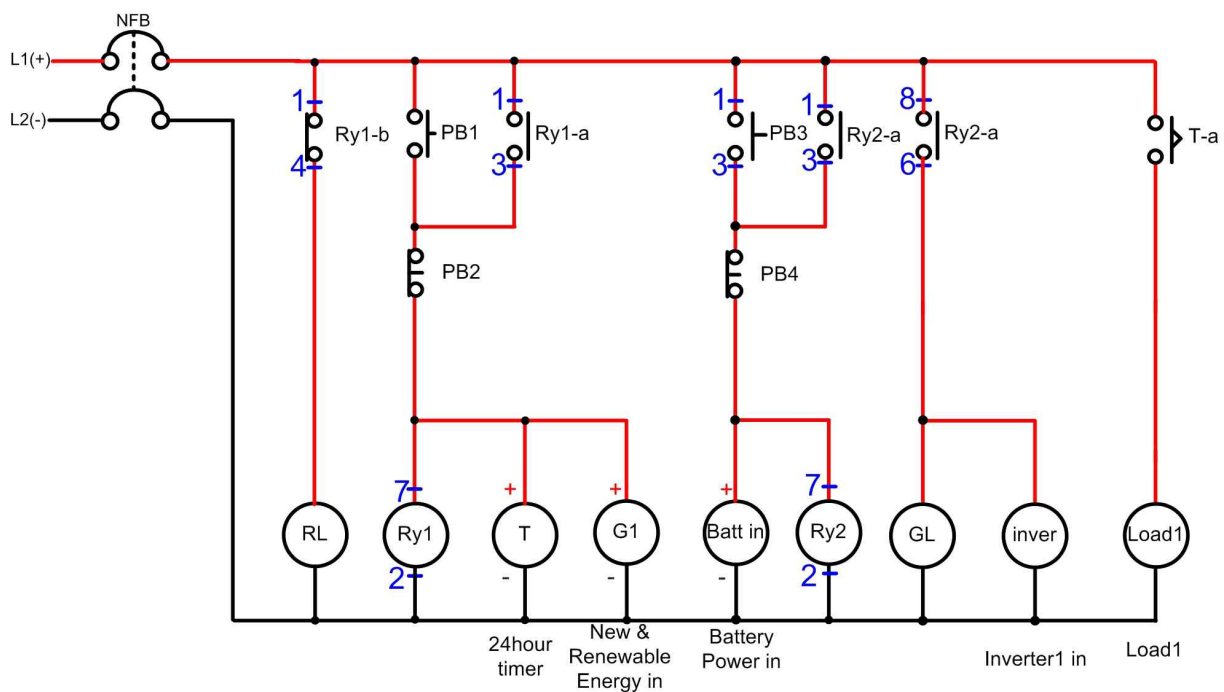 NFB
L1(+)
L2(-)
1
4
Ry1-b
PB1
1
3
Ry1-a
PB2
1
3
PB3
1
3
Ry2-a
8
6
Ry2-a
PB4
T-a
RL
7
Ry1
2
+
T
-
+
G1
-
+
Batt in
-
7
Ry2
2
GL
inver
Load1
24hour
timer
New &
Renewable
Energy in
Battery
Power in
Inverter1 in
Load1